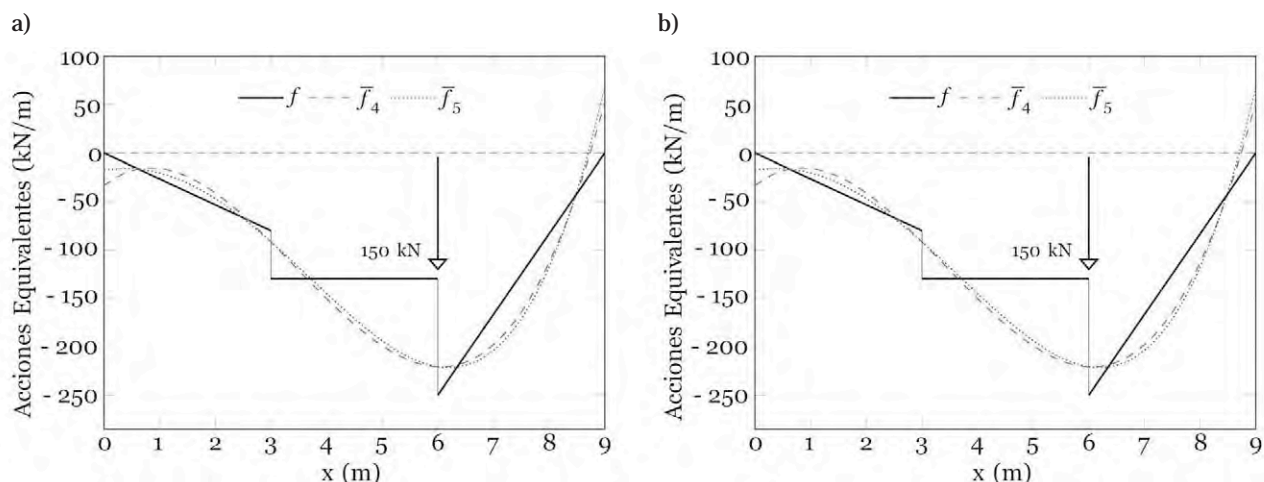 a)
Acciones Equivalentes (kN/m)
100
50
0
- 50
- 100
- 150
- 200
- 250
f f̅₄ f̅₅
150 kN
0 1 2 3 4 5 6 7 8 9
x (m)
b)
Acciones Equivalentes (kN/m)
100
50
0
- 50
- 100
- 150
- 200
- 250
f f̅₄ f̅₅
150 kN
0 1 2 3 4 5 6 7 8 9
x (m)